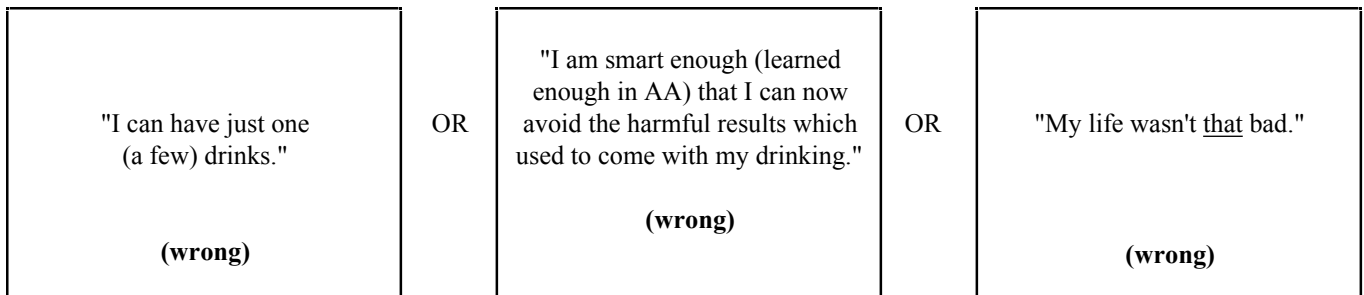 "I can have just one
(a few) drinks."
(wrong)
OR
"I am smart enough (learned
enough in AA) that I can now
avoid the harmful results which
used to come with my drinking."
(wrong)
OR
"My life wasn't that bad."
(wrong)